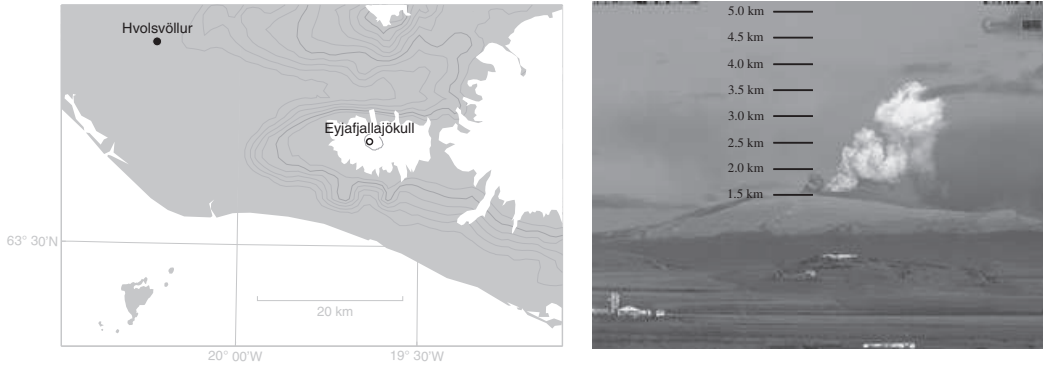 Hvolsvöllur
Eyjafjallajökull
63° 30'N
20 km
20° 00'W
19° 30'W
5.0 km
4.5 km
4.0 km
3.5 km
3.0 km
2.5 km
2.0 km
1.5 km